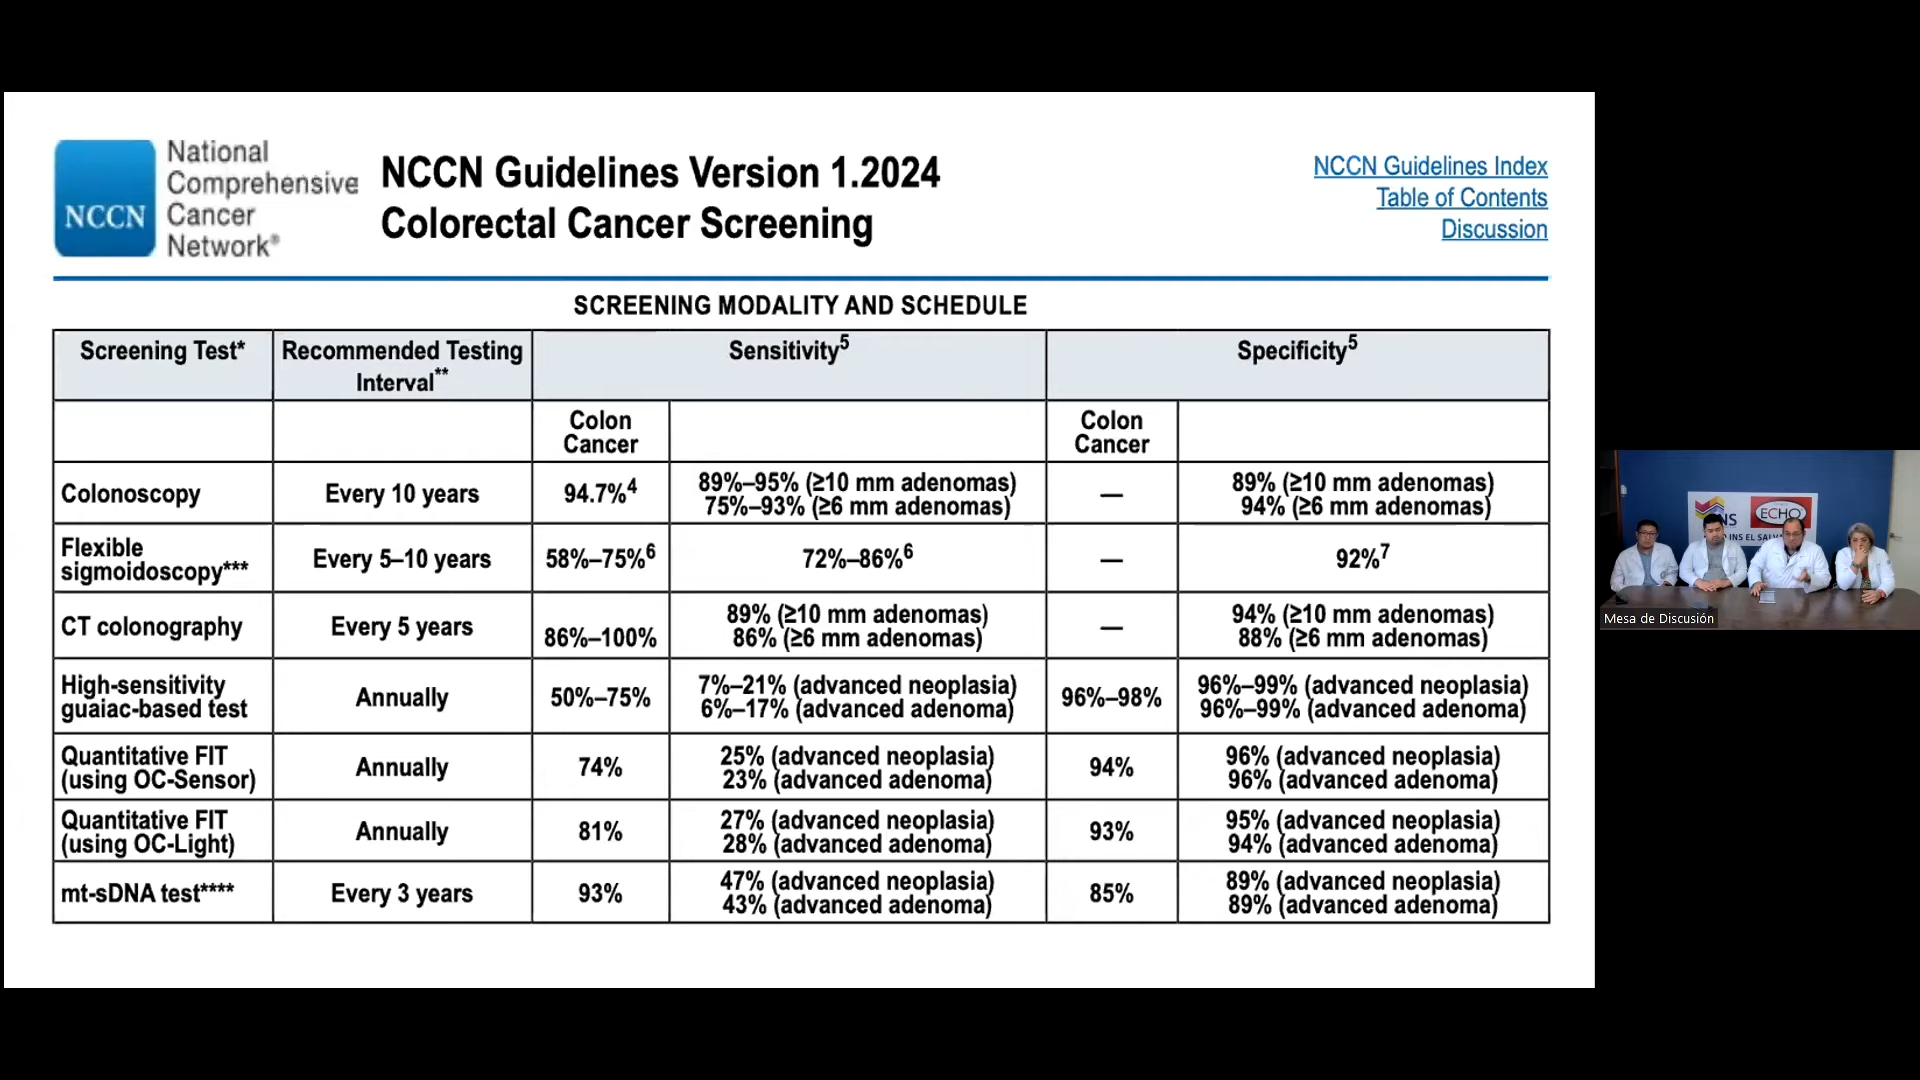 National
Comprehensive
Cancer
Network®
NCCN
NCCN Guidelines Version 1.2024
Colorectal Cancer Screening
NCCN Guidelines Index
Table of Contents
Discussion
SCREENING MODALITY AND SCHEDULE
Screening Test* Recommended Testing Interval** Sensitivity5 Specificity5
Colon Cancer Colon Cancer
Colonoscopy Every 10 years 94.7%4 89%–95% (≥10 mm adenomas) 75%–93% (≥6 mm adenomas) — 89% (≥10 mm adenomas) 94% (≥6 mm adenomas)
Flexible sigmoidoscopy*** Every 5–10 years 58%–75%6 72%–86%6 — 92%7
CT colonography Every 5 years 86%–100% 89% (≥10 mm adenomas) 86% (≥6 mm adenomas) — 94% (≥10 mm adenomas) 88% (≥6 mm adenomas)
High-sensitivity guaiac-based test Annually 50%–75% 7%–21% (advanced neoplasia) 6%–17% (advanced adenoma) 96%–98% 96%–99% (advanced neoplasia) 96%–99% (advanced adenoma)
Quantitative FIT (using OC-Sensor) Annually 74% 25% (advanced neoplasia) 23% (advanced adenoma) 94% 96% (advanced neoplasia) 96% (advanced adenoma)
Quantitative FIT (using OC-Light) Annually 81% 27% (advanced neoplasia) 28% (advanced adenoma) 93% 95% (advanced neoplasia) 94% (advanced adenoma)
mt-sDNA test**** Every 3 years 93% 47% (advanced neoplasia) 43% (advanced adenoma) 85% 89% (advanced neoplasia) 89% (advanced adenoma)
ECHO
INS EL
Mesa de Discusión